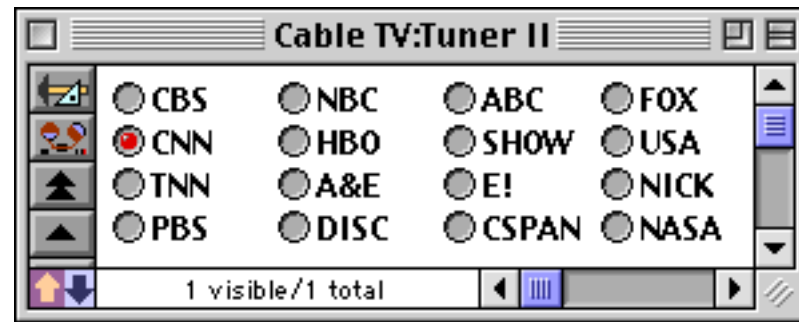 Cable TV:Tuner II
CBS NBC ABC FOX
CNN HBO SHOW USA
TNN A&E E! NICK
PBS DISC CSPAN NASA
1 visible/1 total